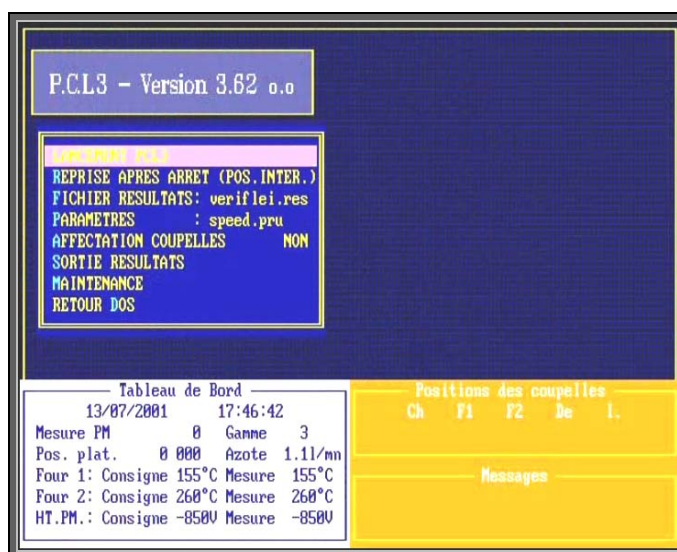 P.C.L3 - Version 3.62 o.o
LANCEMENT PCL3
REPRISE APRES ARRET (POS.INTER.)
FICHIER RESULTATS: veriflei.res
PARAMETRES : speed.pru
AFFECTATION COUPELLES NON
SORTIE RESULTATS
MAINTENANCE
RETOUR DOS
Tableau de Bord
13/07/2001 17:46:42
Mesure PM 0 Gamme 3
Pos. plat. 0 000 Azote 1.1l/mn
Four 1: Consigne 155°C Mesure 155°C
Four 2: Consigne 260°C Mesure 260°C
HT.PM.: Consigne -850V Mesure -850V
Positions des coupelles
Ch F1 F2 De
Messages